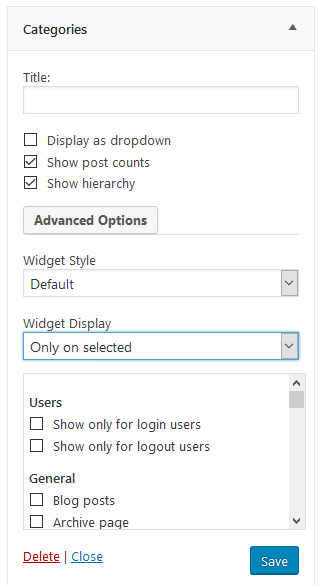 Categories
Title:
Display as dropdown
Show post counts
Show hierarchy
Advanced Options
Widget Style
Default
Widget Display
Only on selected
Users
Show only for login users
Show only for logout users
General
Blog posts
Archive page
Delete | Close
Save